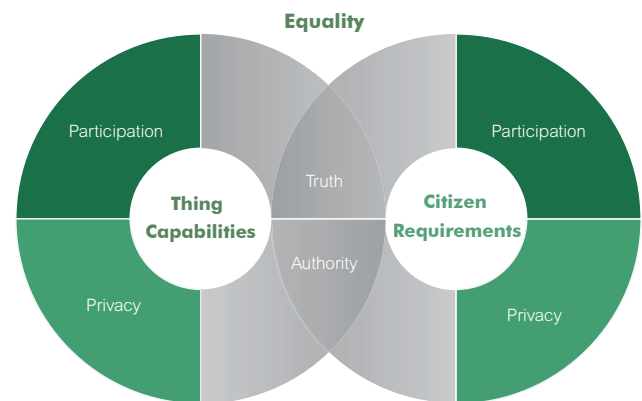 Equality
Participation
Participation
Truth
Thing
Capabilities
Citizen
Requirements
Authority
Privacy
Privacy